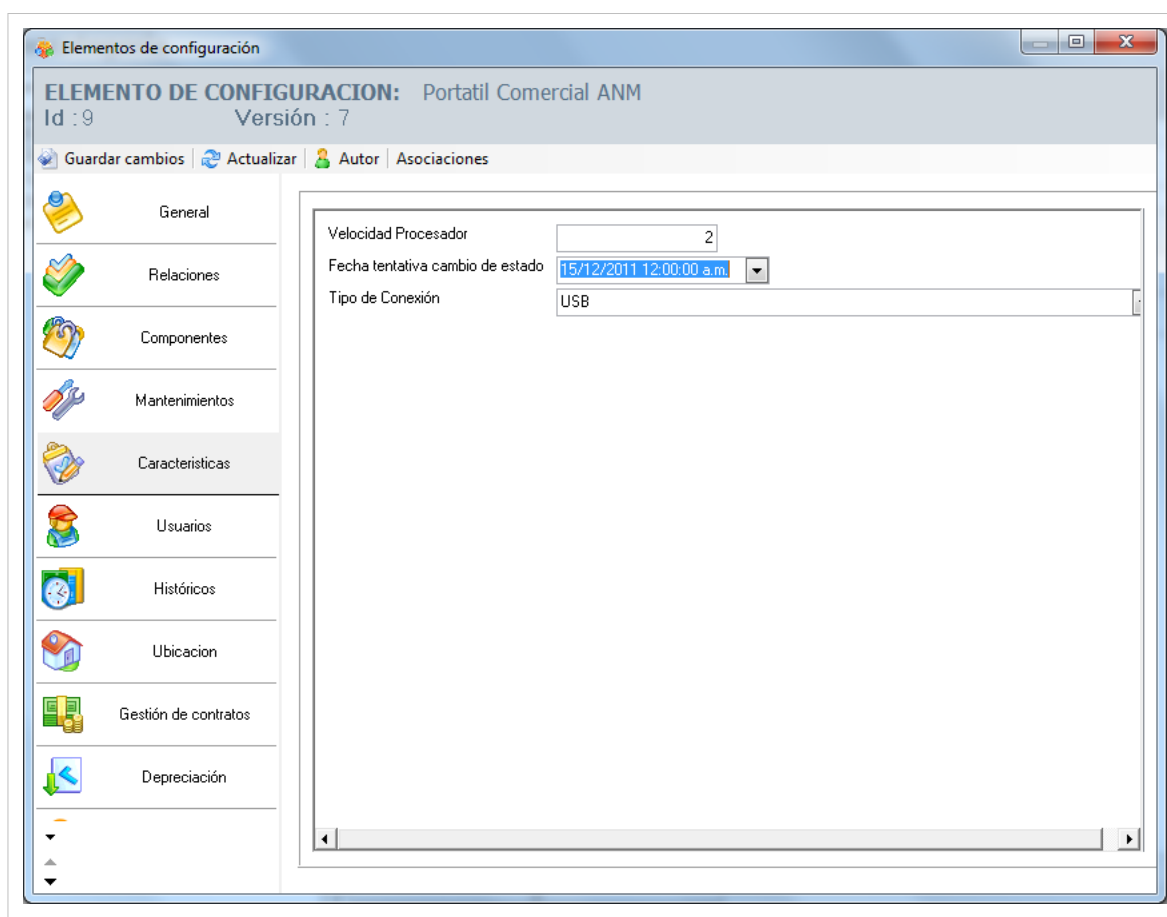 Elementos de configuración
ELEMENTO DE CONFIGURACION: Portatil Comercial ANM
Id : 9 Versión : 7
Guardar cambios Actualizar Autor Asociaciones
General
Relaciones
Componentes
Mantenimientos
Caracteristicas
Usuarios
Históricos
Ubicacion
Gestión de contratos
Depreciación
Velocidad Procesador 2
Fecha tentativa cambio de estado 15/12/2011 12:00:00 a.m.
Tipo de Conexión USB